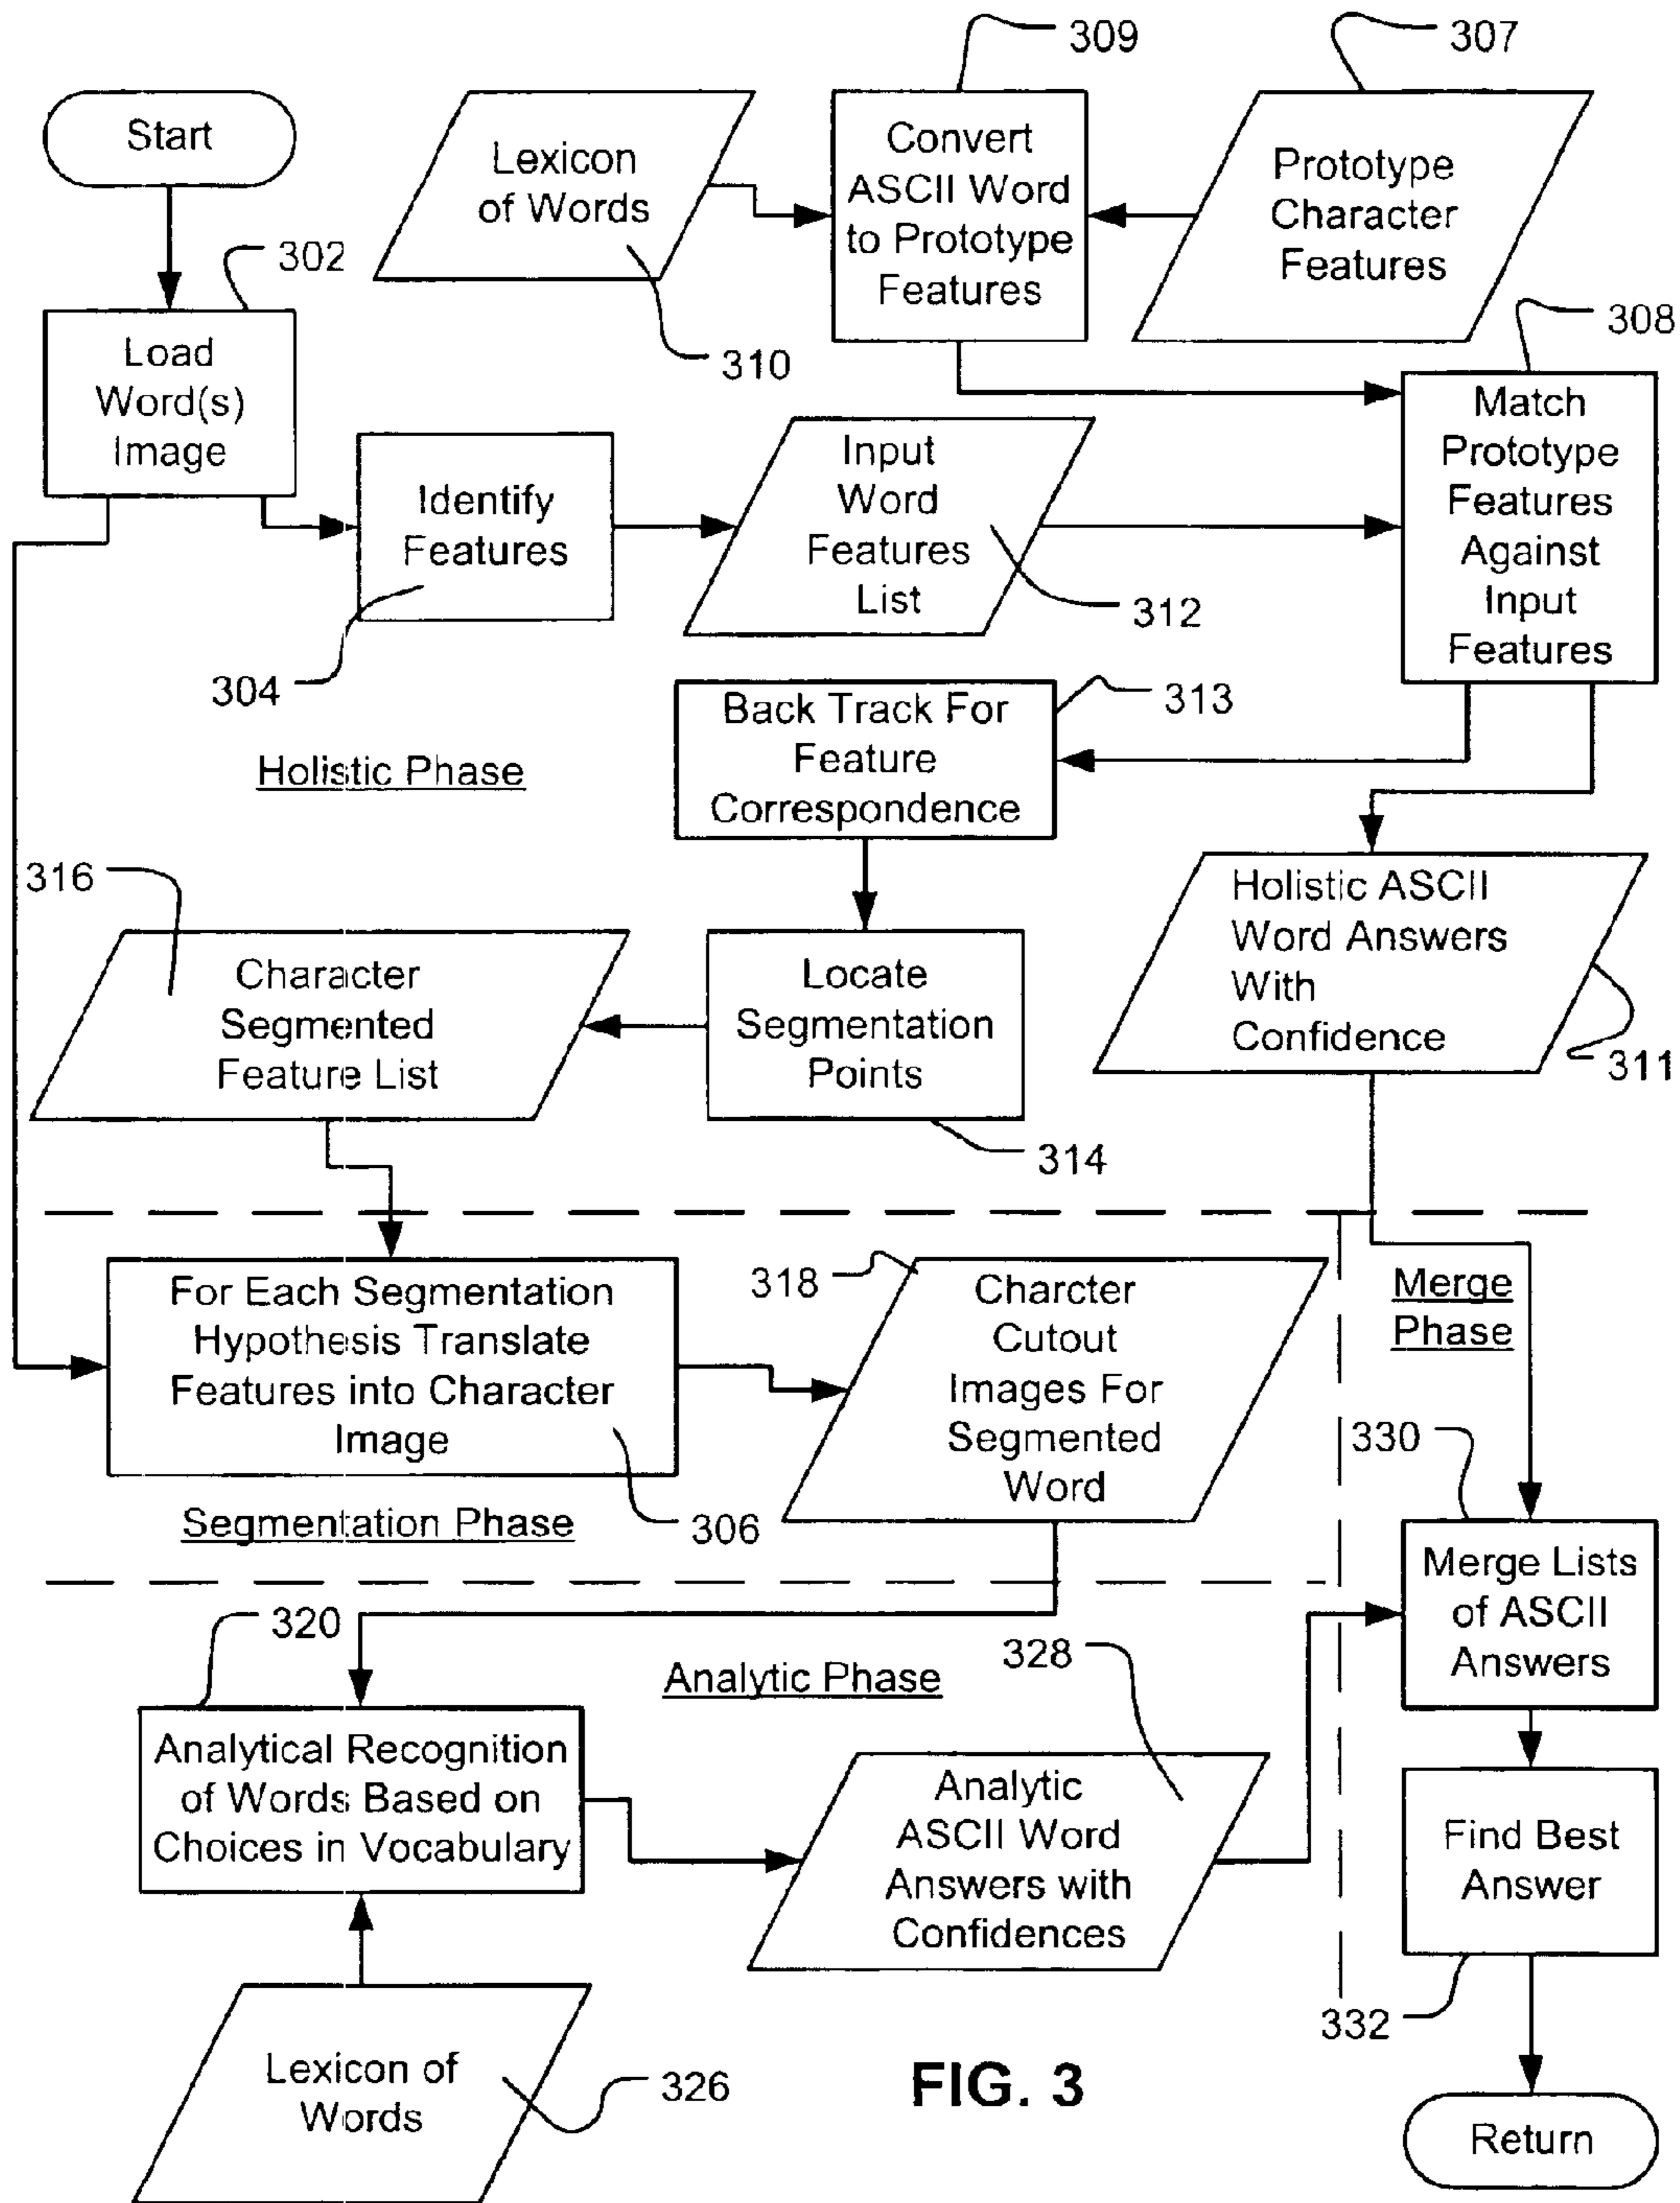 309
307
Start
Lexicon
of Words
Convert
ASCII Word
to Prototype
Features
Prototype
Character
Features
302
310
308
Load
Word(s)
Image
Match
Prototype
Features
Against
Input
Features
Identify
Features
Input
Word
Features
List
312
304
313
Back Track For
Feature
Correspondence
Holistic Phase
316
Holistic ASCII
Word Answers
With
Confidence
Character
Segmented
Feature List
Locate
Segmentation
Points
311
314
318
For Each Segmentation
Hypothesis Translate
Features into Character
Image
Charcter
Cutout
Images For
Segmented
Word
Merge
Phase
330
Segmentation Phase
306
Merge Lists
of ASCII
Answers
320
Analytic Phase
328
Analytical Recognition
of Words Based on
Choices in Vocabulary
Analytic
ASCII Word
Answers with
Confidences
Find Best
Answer
332
Lexicon of
Words
326
FIG. 3
Return